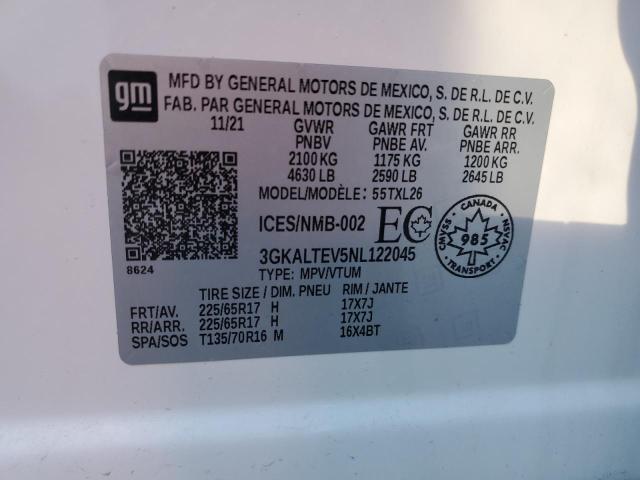 gm
MFD BY GENERAL MOTORS DE MEXICO, S. DE R.L. DE C.V.
FAB. PAR GENERAL MOTORS DE MEXICO, S. DE R.L. DE C.V.
11/21 GVWR GAWR FRT GAWR RR
PNBV PNBE AV. PNBE ARR.
2100 KG 1175 KG 1200 KG
4630 LB 2590 LB 2645 LB
MODEL/MODÈLE: 55TXL26
ICES/NMB-002 EC
CANADA
CMVSS 985 NSVAC
TRANSPORT
3GKALTEV5NL122045
8624
TYPE: MPV/VTUM
TIRE SIZE / DIM. PNEU RIM / JANTE
FRT/AV. 225/65R17 H 17X7J
RR/ARR. 225/65R17 H 17X7J
SPA/SOS T135/70R16 M 16X4BT